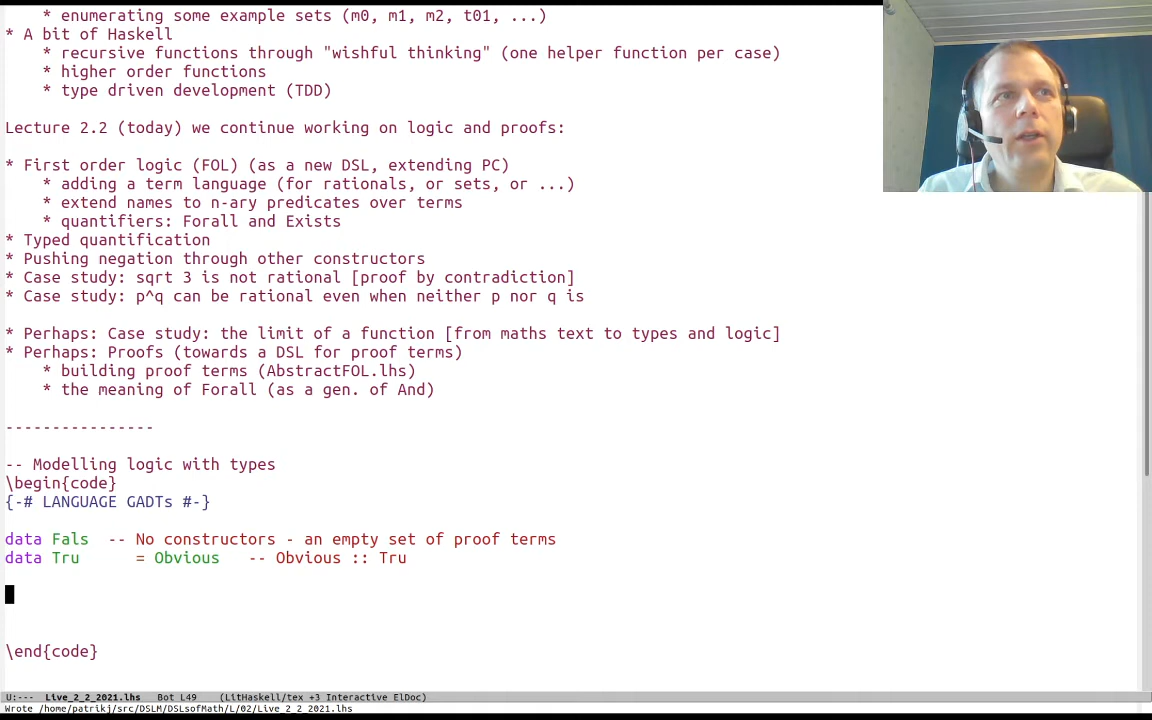 * enumerating some example sets (m0, m1, m2, t01, ...)
* A bit of Haskell
* recursive functions through "wishful thinking" (one helper function per case)
* higher order functions
* type driven development (TDD)
Lecture 2.2 (today) we continue working on logic and proofs:
* First order logic (FOL) (as a new DSL, extending PC)
* adding a term language (for rationals, or sets, or ...)
* extend names to n-ary predicates over terms
* quantifiers: Forall and Exists
* Typed quantification
* Pushing negation through other constructors
* Case study: sqrt 3 is not rational [proof by contradiction]
* Case study: p^q can be rational even when neither p nor q is
* Perhaps: Case study: the limit of a function [from maths text to types and logic]
* Perhaps: Proofs (towards a DSL for proof terms)
* building proof terms (AbstractFOL.lhs)
* the meaning of Forall (as a gen. of And)
----------------
-- Modelling logic with types
\begin{code}
{-# LANGUAGE GADTs #-}
data Fals  -- No constructors - an empty set of proof terms
data Tru      = Obvious   -- Obvious :: Tru
\end{code}
U:---  Live_2_2_2021.lhs   Bot L49   (LitHaskell/tex +3 Interactive ElDoc)
Wrote /home/patrikj/src/DSLM/DSLsofMath/L/02/Live_2_2_2021.lhs